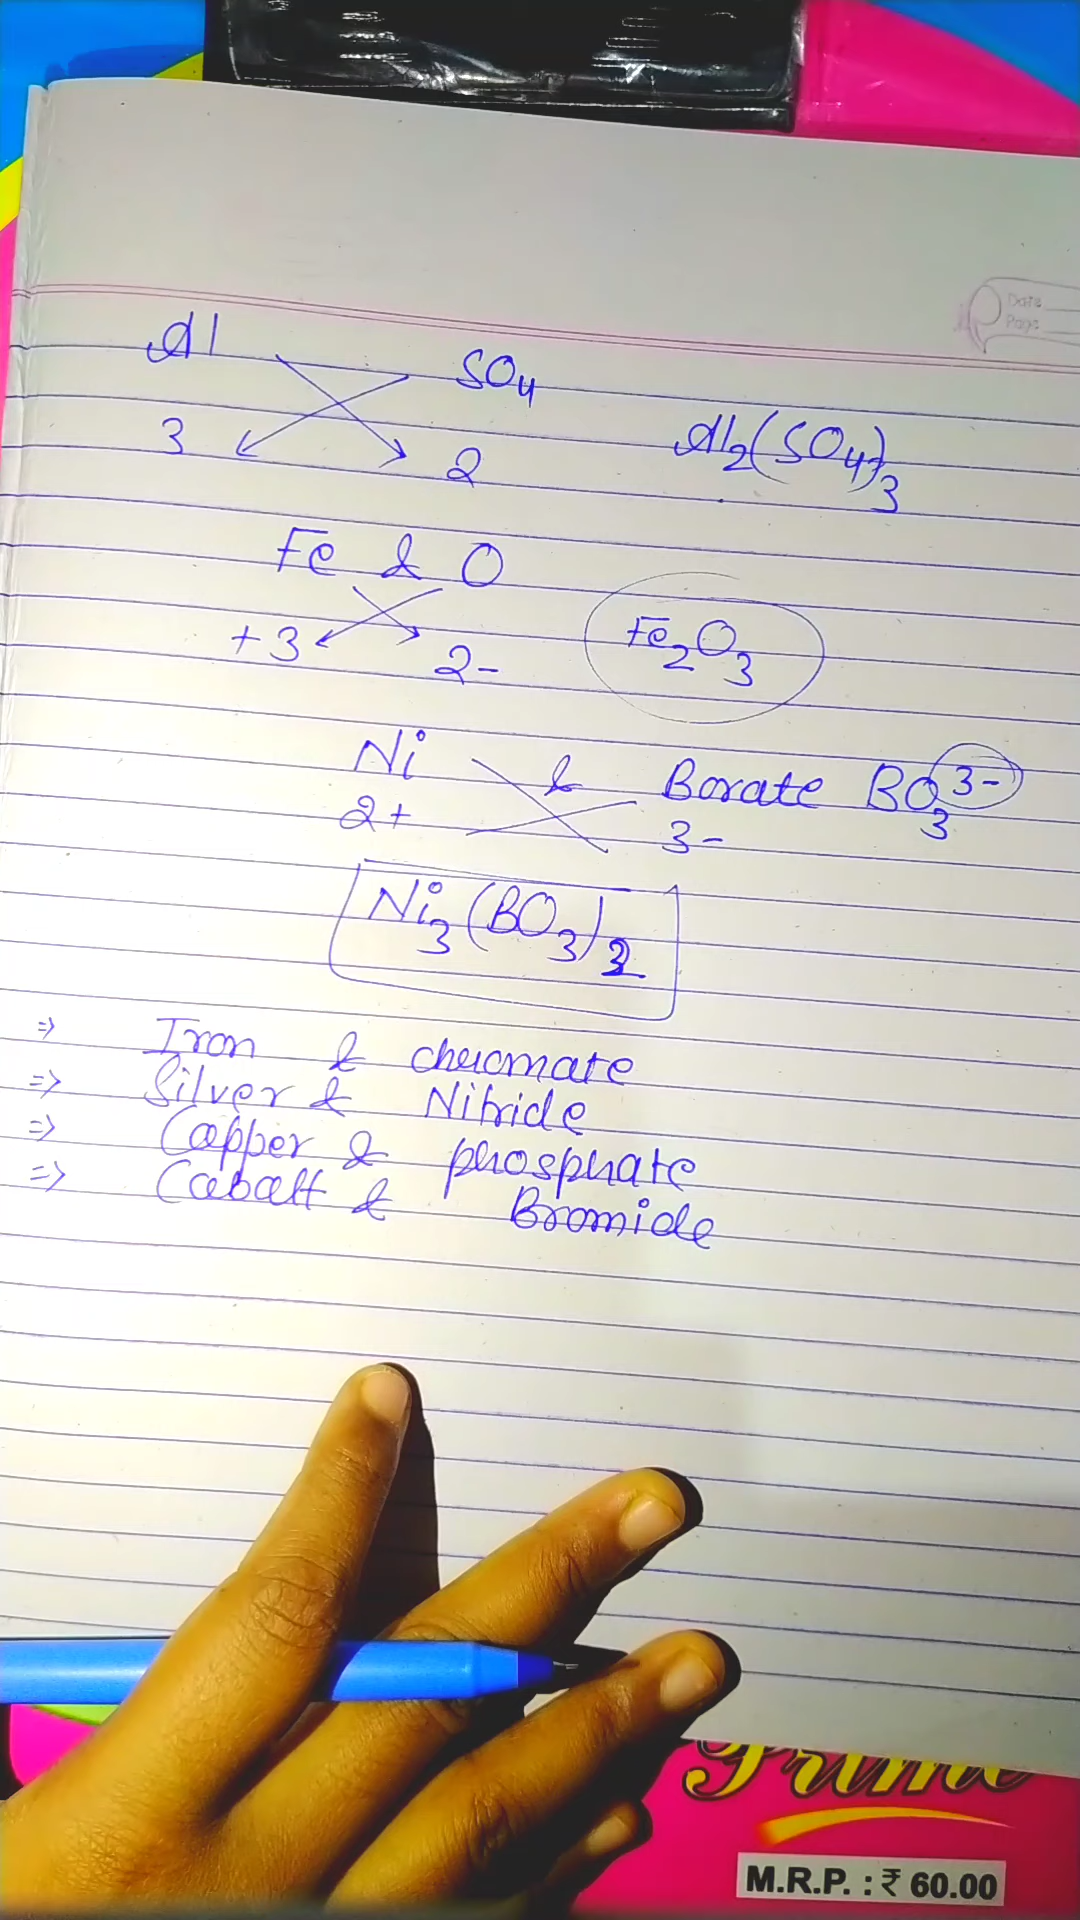 Date
Page
Al SO4
3 2 Al2(SO4)3
Fe & O
+3 2- Fe2O3
Ni & Borate BO3 3-
2+ 3-
Ni3(BO3)2
⇒ Iron & chromate
⇒ Silver & Nitride
⇒ Copper & phosphate
⇒ Cobalt & Bromide
Prime
M.R.P. : ₹ 60.00